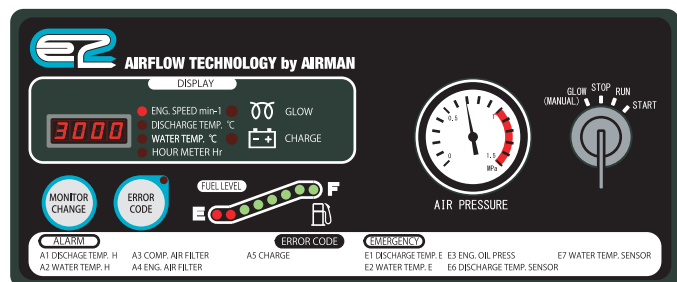 e2 AIRFLOW TECHNOLOGY by AIRMAN
DISPLAY
3000
ENG. SPEED min-1
DISCHARGE TEMP. °C
WATER TEMP. °C
HOUR METER Hr
GLOW
CHARGE
MONITOR
CHANGE
ERROR
CODE
FUEL LEVEL
E
F
0
0.5
1
1.5
MPa
AIR PRESSURE
GLOW
(MANUAL)
STOP
RUN
START
ALARM
A1 DISCHAGE TEMP. H
A2 WATER TEMP. H
A3 COMP. AIR FILTER
A4 ENG. AIR FILTER
ERROR CODE
A5 CHARGE
EMERGENCY
E1 DISCHARGE TEMP. E
E2 WATER TEMP. E
E3 ENG. OIL PRESS
E6 DISCHARGE TEMP. SENSOR
E7 WATER TEMP. SENSOR